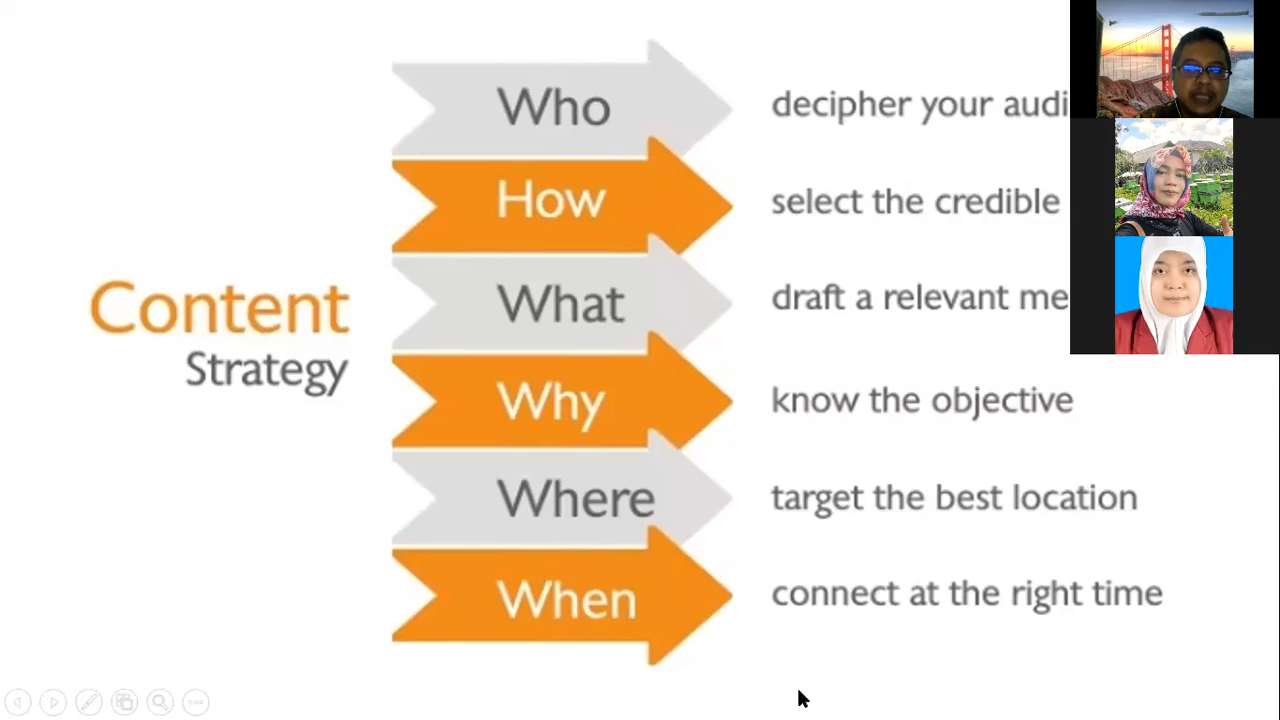 Content
Strategy
Who
decipher your audi
How
select the credible
What
draft a relevant me
Why
know the objective
Where
target the best location
When
connect at the right time